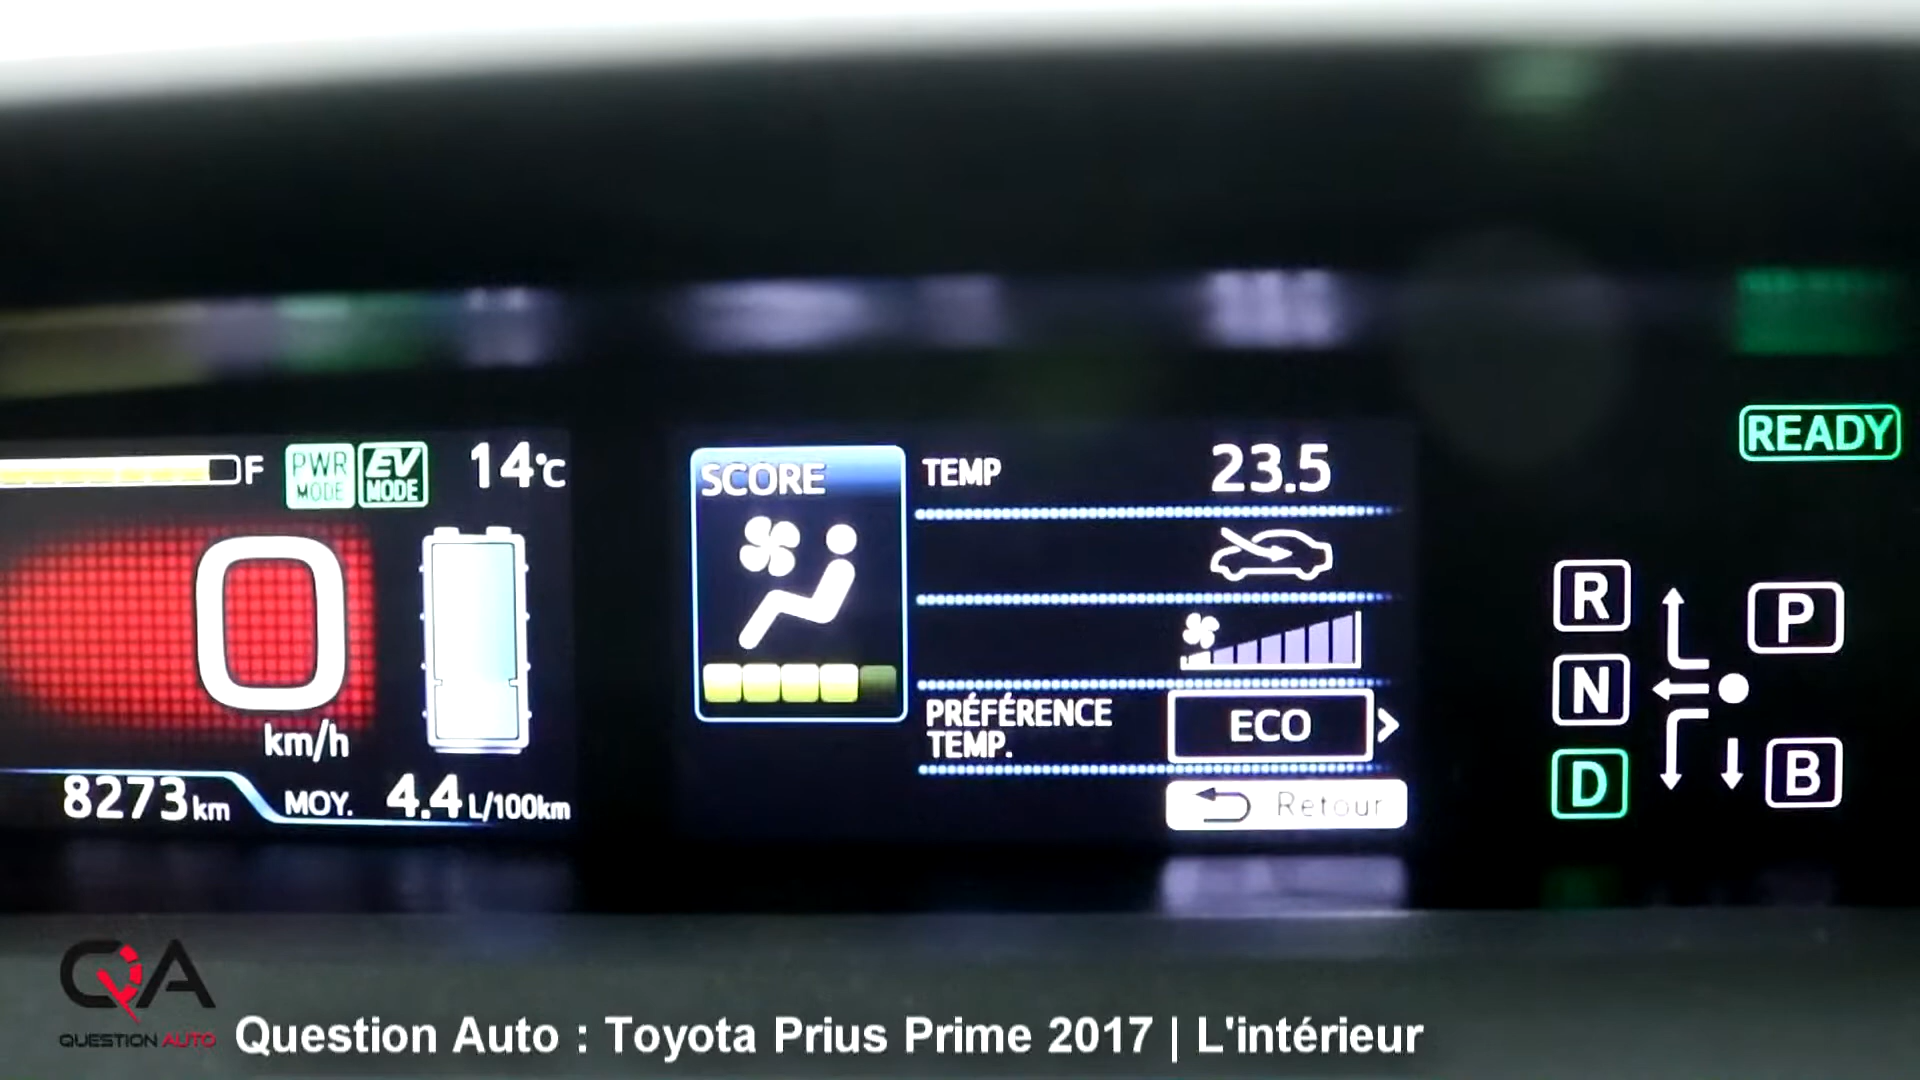 F
PWR
MODE
EV
MODE
14°C
0
km/h
8273km
MOY. 4.4 L/100km
SCORE
TEMP 23.5
PRÉFÉRENCE
TEMP.
ECO
Retour
READY
R
P
N
D
B
QA
QUESTION AUTO
Question Auto : Toyota Prius Prime 2017 | L'intérieur